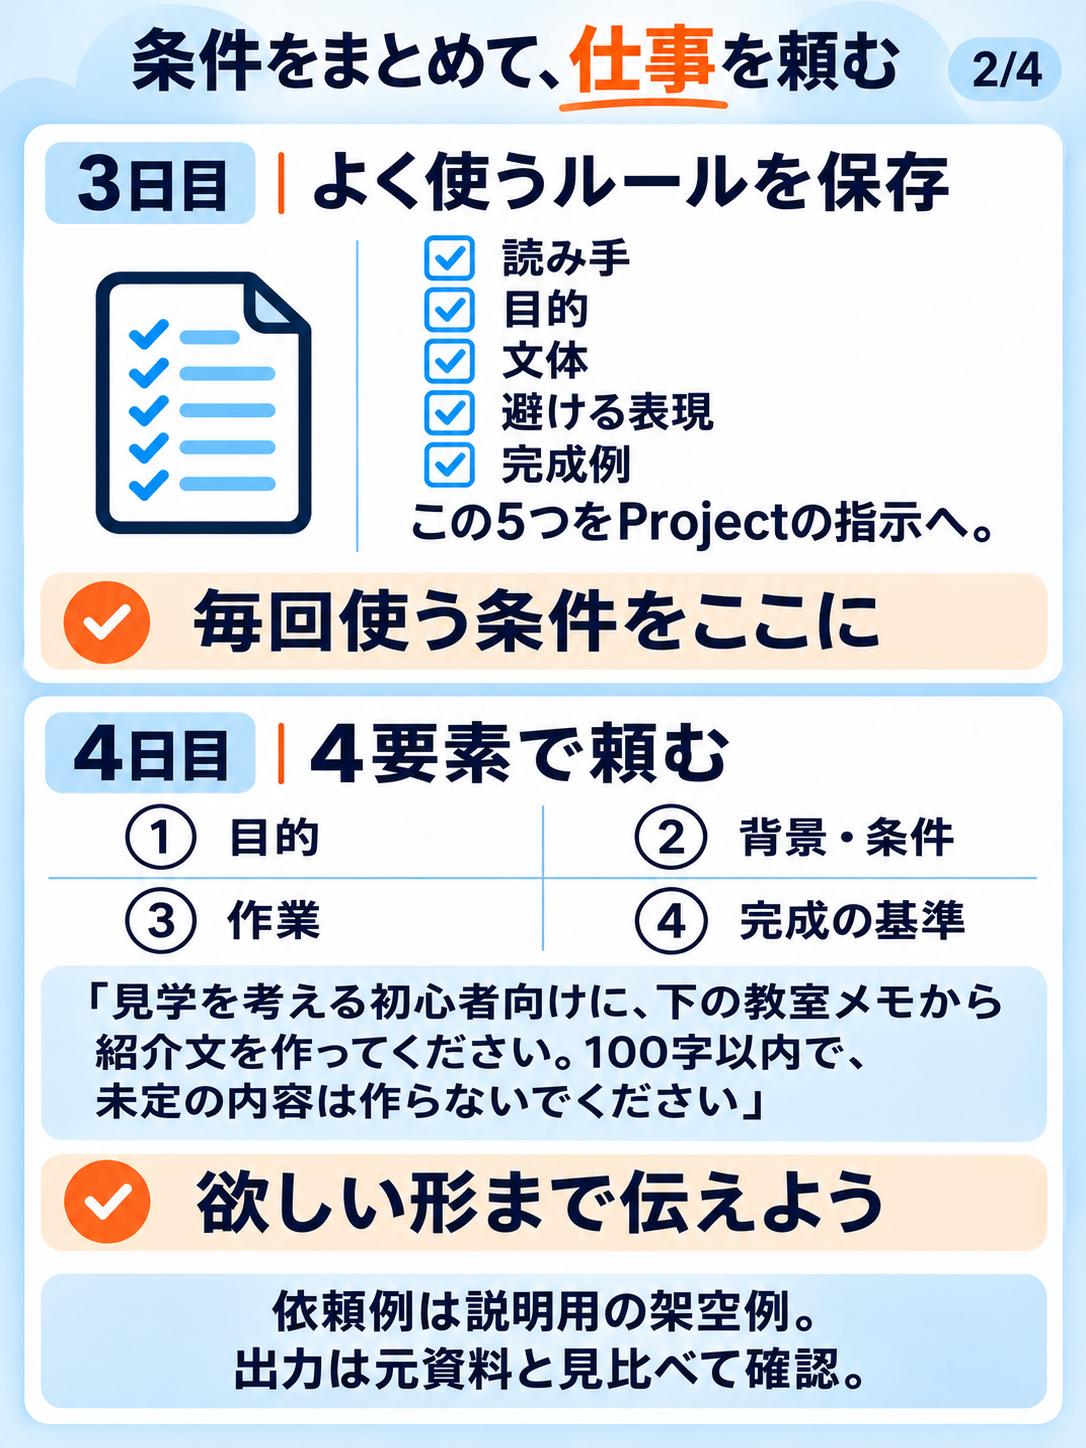 条件をまとめて、仕事を頼む
2/4
3日目
よく使うルールを保存
読み手
目的
文体
避ける表現
完成例
この5つをProjectの指示へ。
毎回使う条件をここに
4日目
4要素で頼む
① 目的
② 背景・条件
③ 作業
④ 完成の基準
「見学を考える初心者向けに、下の教室メモから
紹介文を作ってください。100字以内で、
未定の内容は作らないでください」
欲しい形まで伝えよう
依頼例は説明用の架空例。
出力は元資料と見比べて確認。